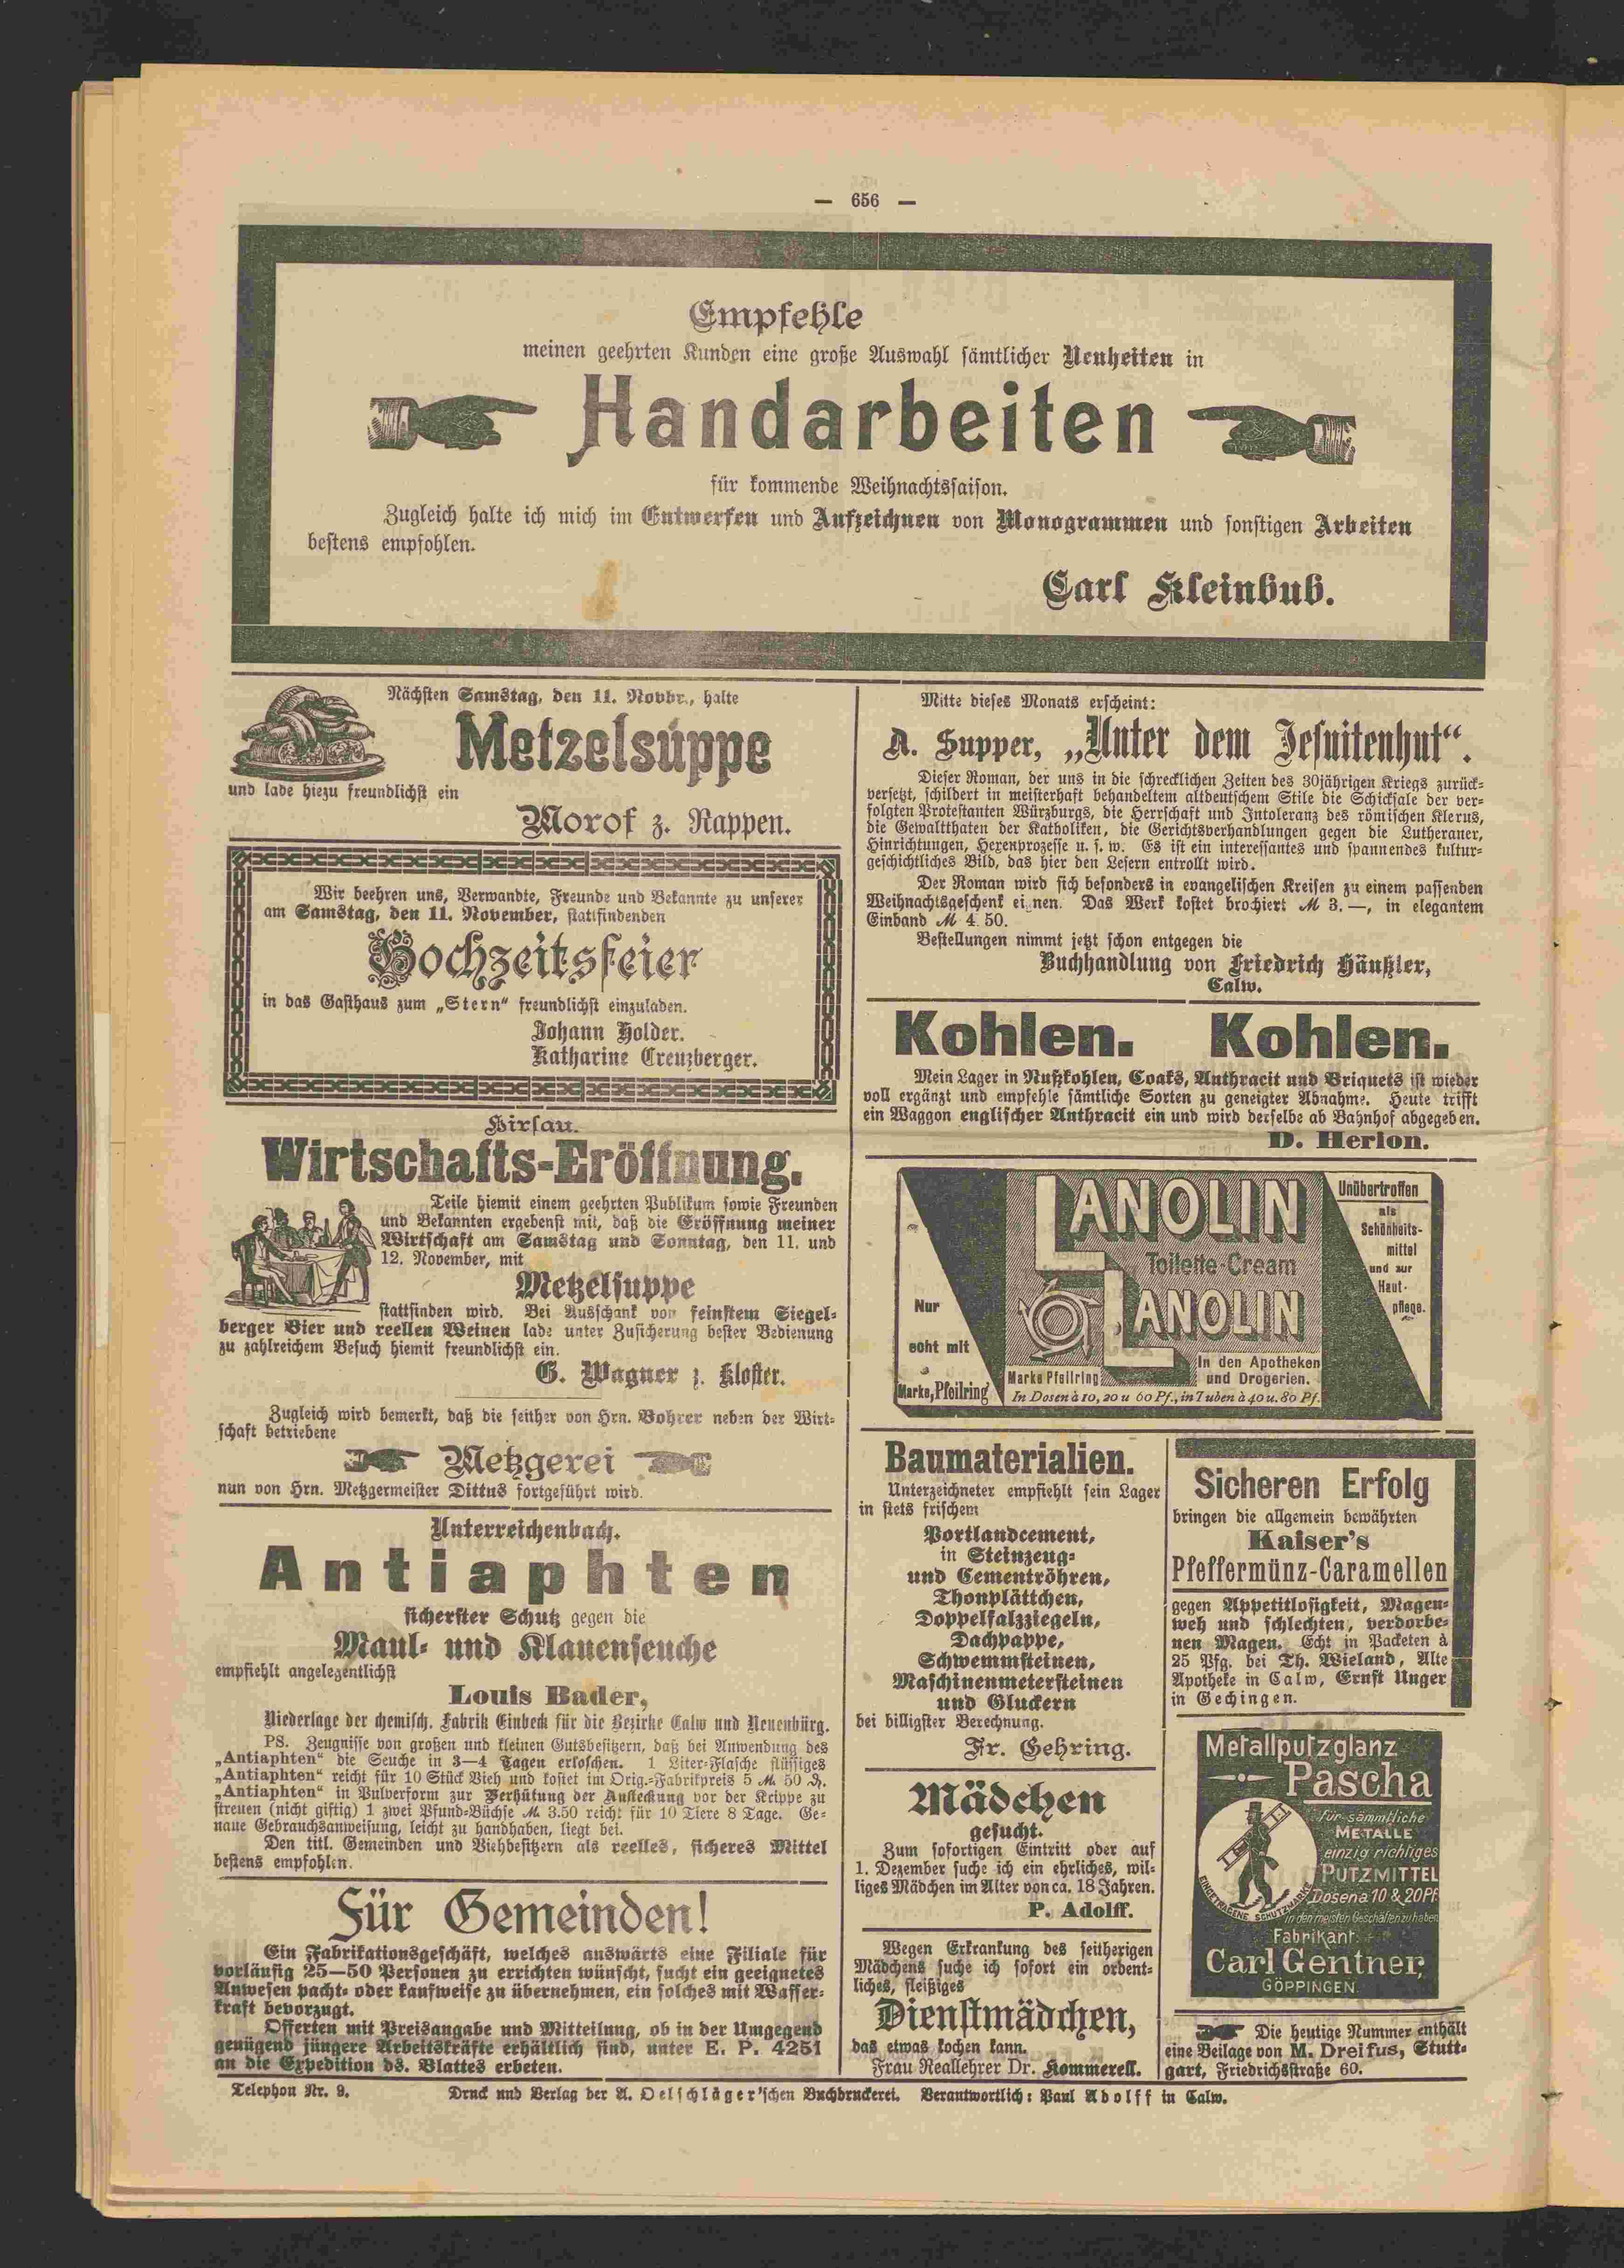 — 656 —
Empfehle
meinen geehrten Kunden eine große Auswahl sämtlicher Neuheiten in
Handarbeiten
für kommende Weihnachtssaison.
Zugleich halte ich mich im Entwerfen und Aufzeichnen von Monogrammen und sonstigen Arbeiten
bestens empfohlen.
Carl Kleinbub.
Nächsten Samstag, den 11. Novbr., halte
Metzelsuppe
und lade hiezu freundlichst ein
Morof z. Rappen.
Wir beehren uns, Verwandte, Freunde und Bekannte zu unserer
am Samstag, den 11. November, stattfindenden
Hochzeitsfeier
in das Gasthaus zum „Stern“ freundlichst einzuladen.
Johann Holder.
Katharine Creuzberger.
Hirsau.
Wirtschafts-Eröffnung.
Teile hiemit einem geehrten Publikum sowie Freunden
und Bekannten ergebenst mit, daß die Eröffnung meiner
Wirtschaft am Samstag und Sonntag, den 11. und
12. November, mit
Metzelsuppe
stattfinden wird. Bei Ausschank von feinstem Siegel-
berger Bier und reellen Weinen lade unter Zusicherung bester Bedienung
zu zahlreichem Besuch hiemit freundlichst ein.
G. Wagner z. Kloster.
Zugleich wird bemerkt, daß die seither von Hrn. Bohrer neben der Wirt-
schaft betriebene
Metzgerei
nun von Hrn. Metzgermeister Dittus fortgeführt wird.
Unterreichenbach.
Antiaphten
sicherster Schutz gegen die
Maul- und Klauenseuche
empfiehlt angelegentlichst
Louis Bader,
Niederlage der chemisch. Fabrik Einbeck für die Bezirke Calw und Neuenbürg.
PS. Zeugnisse von großen und kleinen Gutsbesitzern, daß bei Anwendung des
„Antiaphten“ die Seuche in 3—4 Tagen erloschen. 1 Liter-Flasche flüssiges
„Antiaphten“ reicht für 10 Stück Vieh und kostet im Orig.-Fabrikpreis 5 M. 50 ₰.
„Antiaphten“ in Pulverform zur Verhütung der Ansteckung vor der Krippe zu
streuen (nicht giftig) 1 zwei Pfund-Büchse M. 3.50 reicht für 10 Tiere 8 Tage. Ge-
naue Gebrauchsanweisung, leicht zu handhaben, liegt bei.
Den titl. Gemeinden und Viehbesitzern als reelles, sicheres Mittel
bestens empfohlen.
Für Gemeinden!
Ein Fabrikationsgeschäft, welches auswärts eine Filiale für
vorläufig 25—50 Personen zu errichten wünscht, sucht ein geeignetes
Anwesen pacht- oder kaufweise zu übernehmen, ein solches mit Wasser-
kraft bevorzugt.
Offerten mit Preisangabe und Mitteilung, ob in der Umgegend
genügend jüngere Arbeitskräfte erhältlich sind, unter E. P. 4251
an die Expedition ds. Blattes erbeten.
Mitte dieses Monats erscheint:
A. Supper, „Unter dem Jesuitenhut“.
Dieser Roman, der uns in die schrecklichen Zeiten des 30jährigen Kriegs zurück-
versetzt, schildert in meisterhaft behandeltem altdeutschem Stile die Schicksale der ver-
folgten Protestanten Würzburgs, die Herrschaft und Intoleranz des römischen Klerus,
die Gewaltthaten der Katholiken, die Gerichtsverhandlungen gegen die Lutheraner,
Hinrichtungen, Hexenprozesse u. s. w. Es ist ein interessantes und spannendes kultur-
geschichtliches Bild, das hier den Lesern entrollt wird.
Der Roman wird sich besonders in evangelischen Kreisen zu einem passenden
Weihnachtsgeschenk eignen. Das Werk kostet brochiert M 3.—, in elegantem
Einband M 4.50.
Bestellungen nimmt jetzt schon entgegen die
Buchhandlung von Friedrich Häußler,
Calw.
Kohlen. Kohlen.
Mein Lager in Nußkohlen, Coaks, Anthracit und Briquets ist wieder
voll ergänzt und empfehle sämtliche Sorten zu geneigter Abnahme. Heute trifft
ein Waggon englischer Anthracit ein und wird derselbe ab Bahnhof abgegeben.
D. Herion.
LANOLIN
Toilette-Cream
LANOLIN
Unübertroffen
als
Schönheits-
mittel
und zur
Haut-
pflege.
Nur
echt mit
Marke „Pfeilring
Marke Pfeilring
In den Apotheken
und Drogerien.
In Dosen à 10, 20 u 60 Pf., in Tuben à 40 u. 80 Pf.
Baumaterialien.
Unterzeichneter empfiehlt sein Lager
in stets frischem
Portlandcement,
in Steinzeug-
und Cementröhren,
Thonplättchen,
Doppelfalzziegeln,
Dachpappe,
Schwemmsteinen,
Maschinenmetersteinen
und Gluckern
bei billigster Berechnung.
Fr. Gehring.
Mädchen
gesucht.
Zum sofortigen Eintritt oder auf
1. Dezember suche ich ein ehrliches, wil-
liges Mädchen im Alter von ca. 18 Jahren.
P. Adolff.
Wegen Erkrankung des seitherigen
Mädchens suche ich sofort ein ordent-
liches, fleißiges
Dienstmädchen,
das etwas kochen kann.
Frau Reallehrer Dr. Kommerell.
Sicheren Erfolg
bringen die allgemein bewährten
Kaiser's
Pfeffermünz-Caramellen
gegen Appetitlosigkeit, Magen-
weh und schlechten, verdorbe-
nen Magen. Echt in Packeten à
25 Pfg. bei Th. Wieland, Alte
Apotheke in Calw, Ernst Unger
in Gechingen.
Metallputzglanz
Pascha
für sämmtliche
METALLE
einzig richtiges
PUTZMITTEL
Dosen à 10 & 20 Pf.
in den meisten Geschäften zu haben
EINGETRAGENE SCHUTZMARKE
Fabrikant:
Carl Gentner,
GÖPPINGEN.
Die heutige Nummer enthält
eine Beilage von M. Dreifus, Stutt-
gart, Friedrichsstraße 60.
Telephon Nr. 9. Druck und Verlag der A. Oelschläger'schen Buchdruckerei. Verantwortlich: Paul Adolff in Calw.